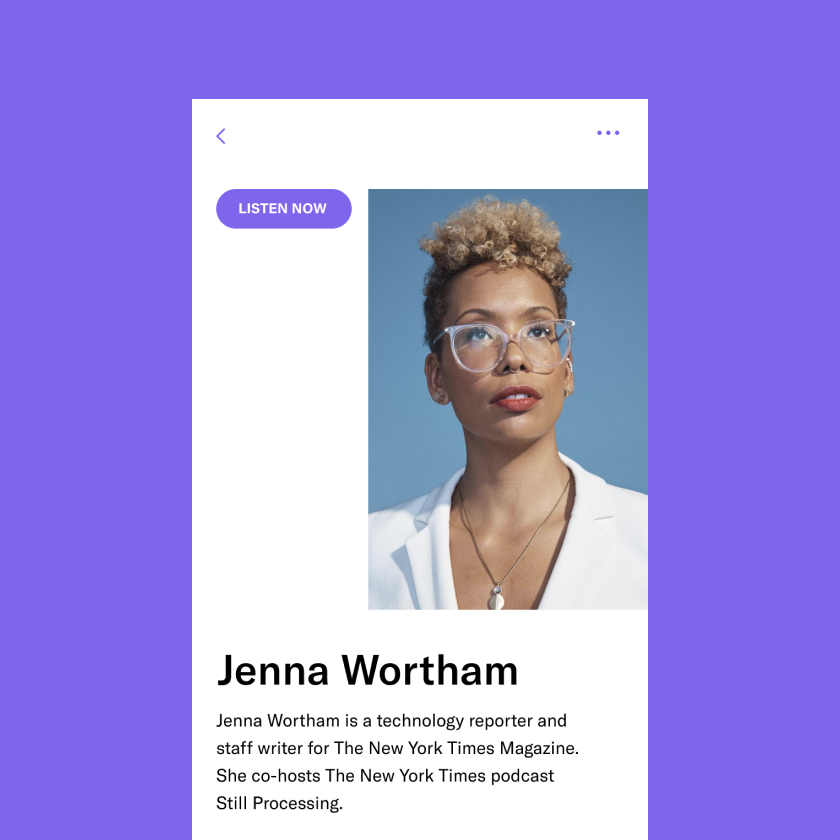 LISTEN NOW
Jenna Wortham
Jenna Wortham is a technology reporter and
staff writer for The New York Times Magazine.
She co-hosts The New York Times podcast
Still Processing.